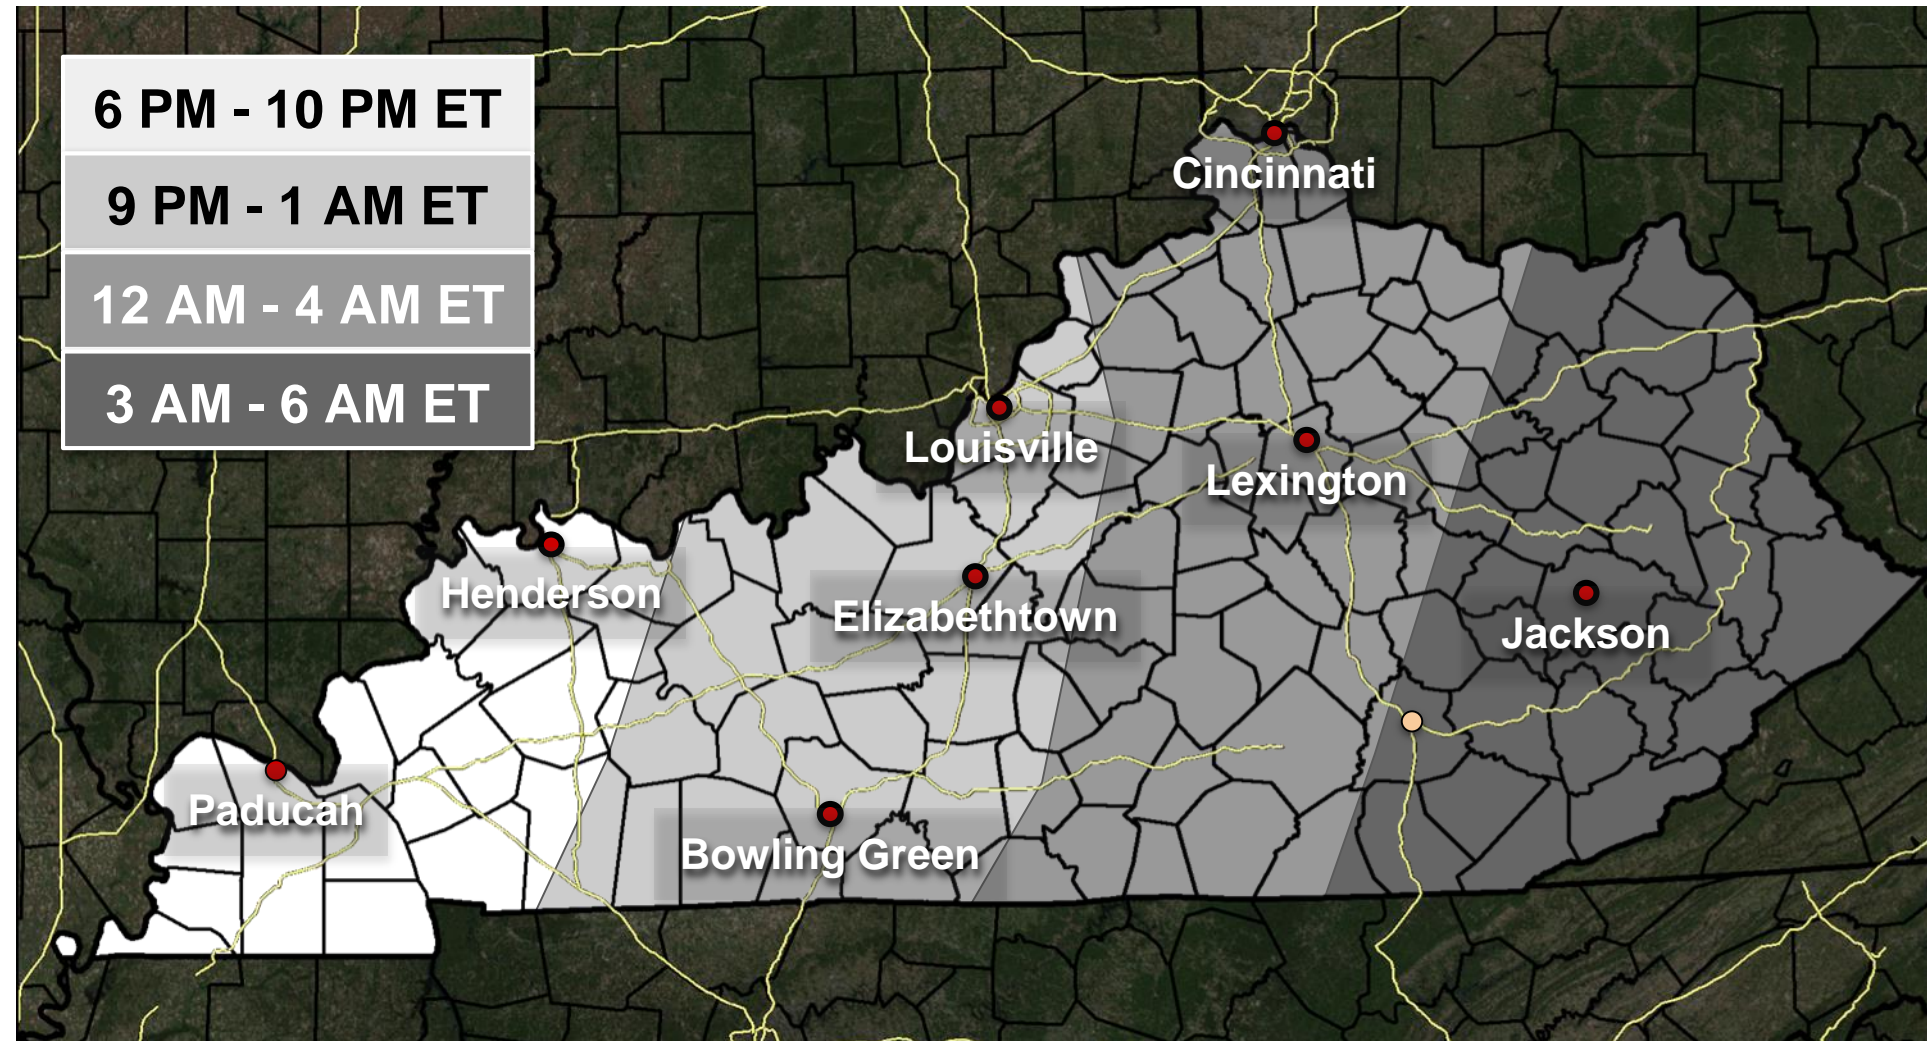 6 PM - 10 PM ET
9 PM - 1 AM ET
12 AM - 4 AM ET
3 AM - 6 AM ET
Cincinnati
Louisville
Lexington
Henderson
Elizabethtown
Jackson
Paducah
Bowling Green